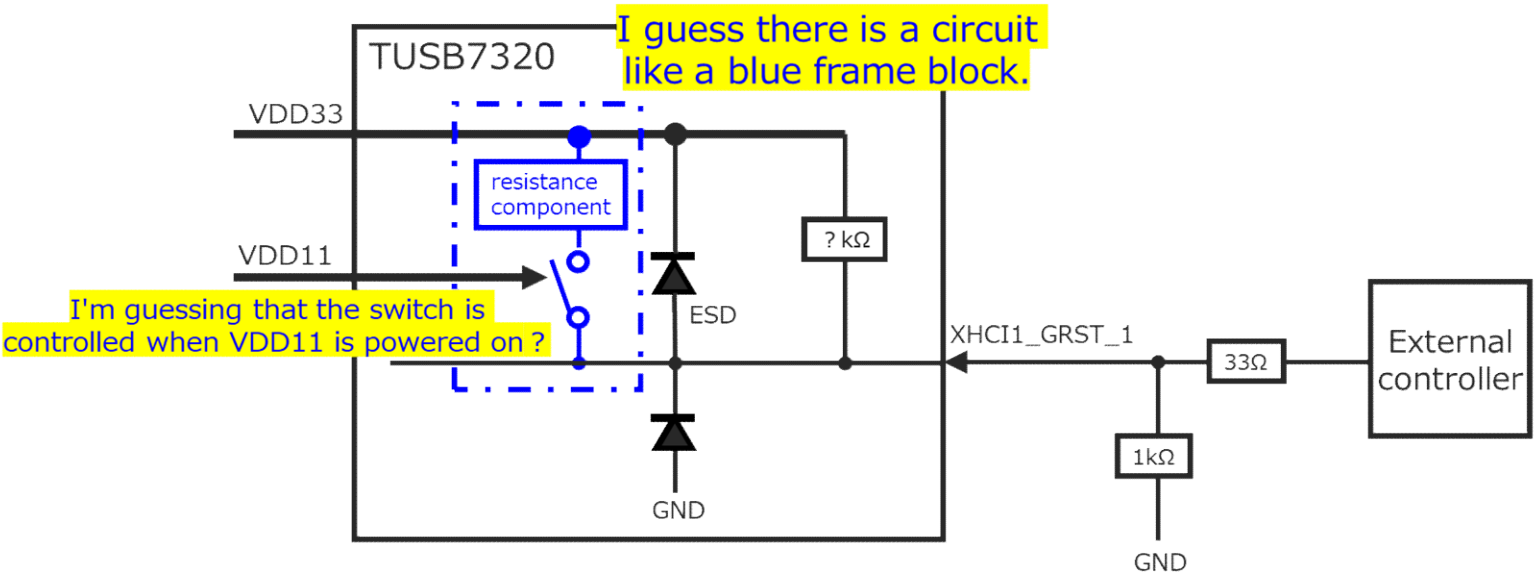 I guess there is a circuit
like a blue frame block.
TUSB7320
VDD33
resistance
component
? kΩ
VDD11
I'm guessing that the switch is
controlled when VDD11 is powered on ?
ESD
XHCI1_GRST_1
33Ω
External
controller
1kΩ
GND
GND